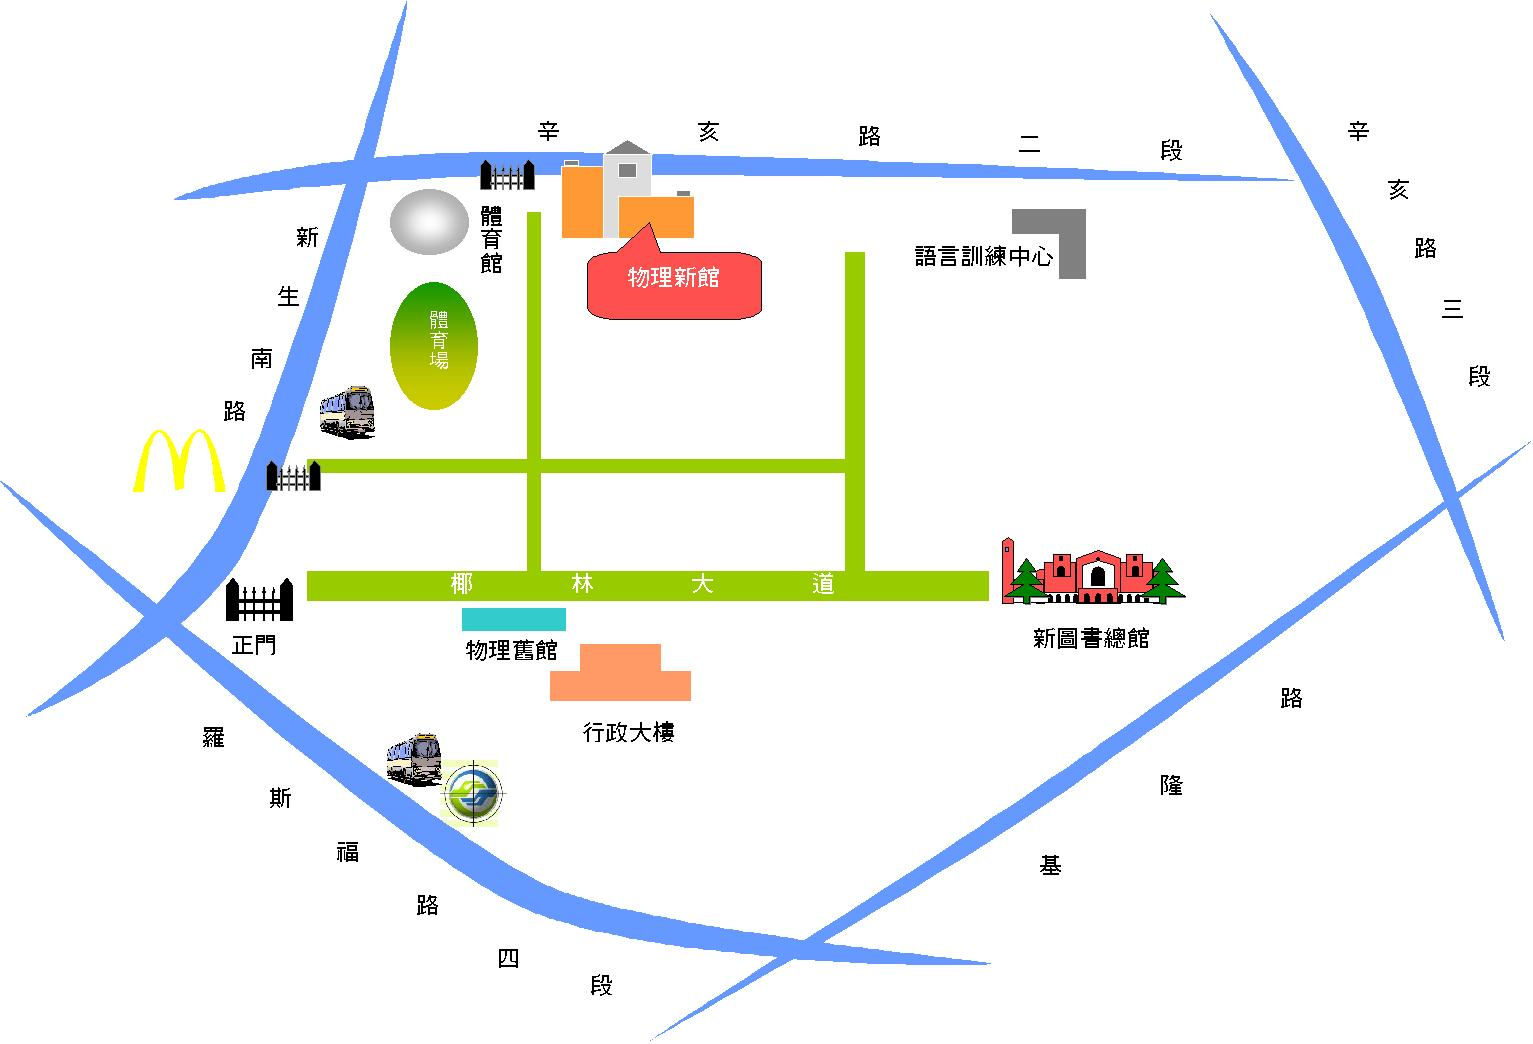 辛亥路二段
辛亥路三段
新生南路
體育館
體育場
物理新館
語言訓練中心
椰林大道
正門
物理舊館
行政大樓
新圖書總館
羅斯福路四段
基隆路